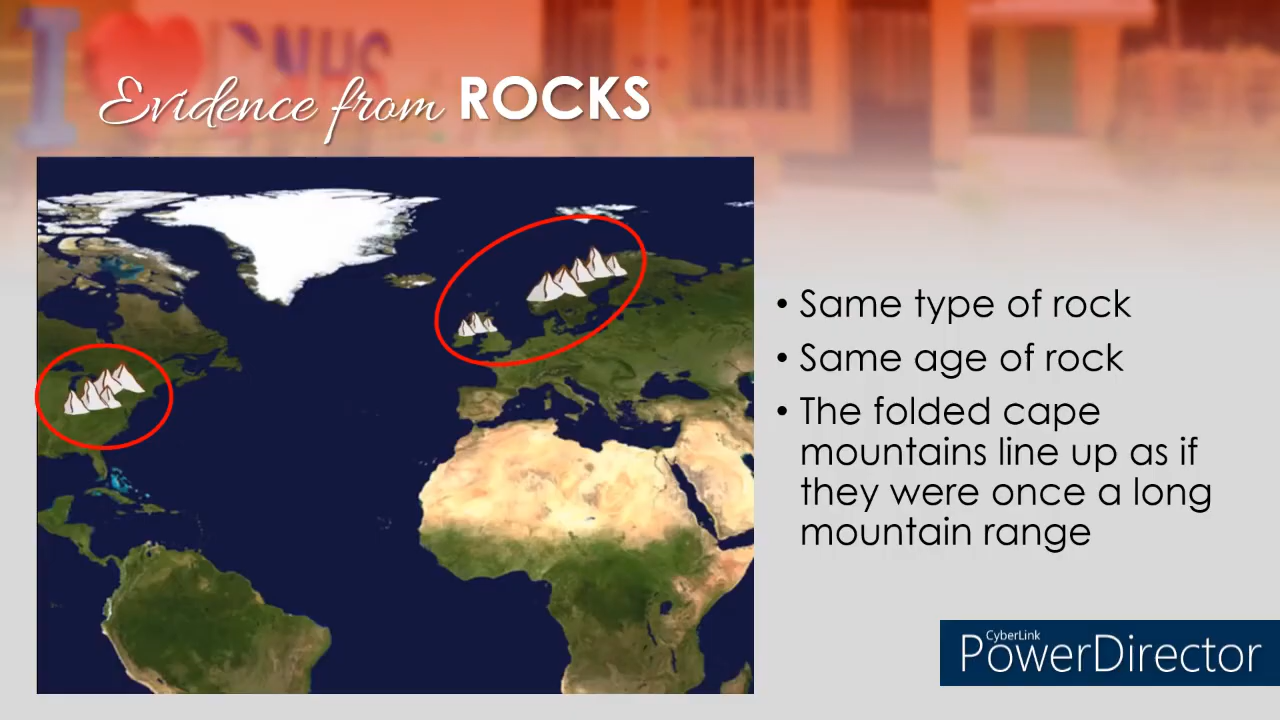 I DNHS
Evidence from ROCKS
• Same type of rock
• Same age of rock
• The folded cape
mountains line up as if
they were once a long
mountain range
CyberLink
PowerDirector